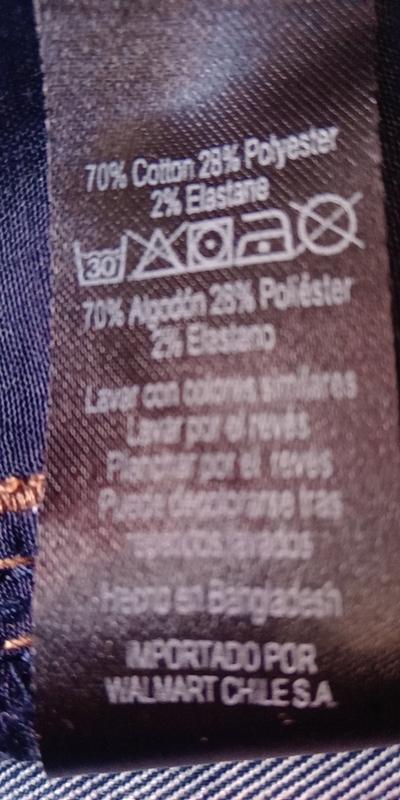 70% Cotton 28% Polyester
2% Elastane
30
70% Algodón 28% Poliéster
2% Elastano
Lavar con colores similares
Lavar por el revés
Planchar por el revés
Puede decolorarse tras
lavados
Hecho en Bangladesh
IMPORTADO POR
WALMART CHILE S.A.